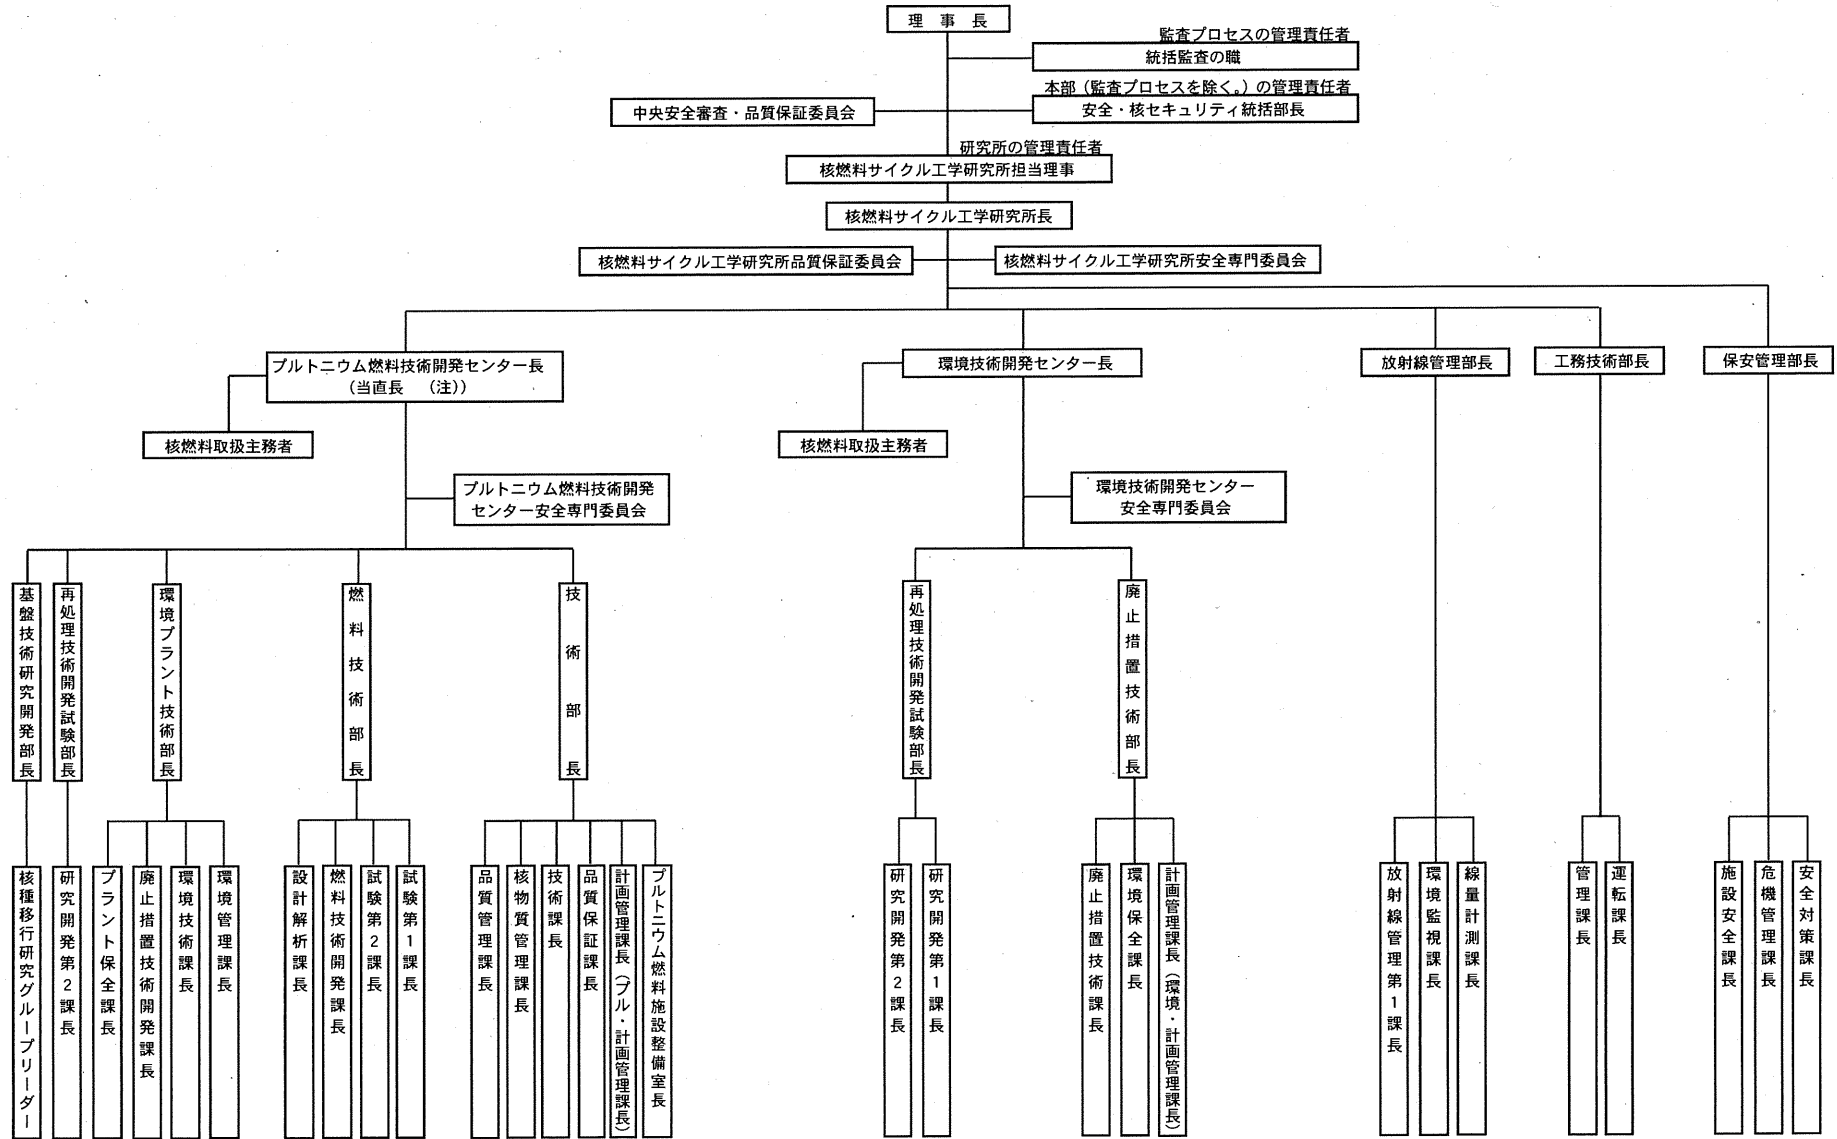 理事長
監査プロセスの管理責任者
統括監査の職
本部（監査プロセスを除く。）の管理責任者
中央安全審査・品質保証委員会
安全・核セキュリティ統括部長
研究所の管理責任者
核燃料サイクル工学研究所担当理事
核燃料サイクル工学研究所長
核燃料サイクル工学研究所品質保証委員会
核燃料サイクル工学研究所安全専門委員会
プルトニウム燃料技術開発センター長
（当直長　（注））
環境技術開発センター長
放射線管理部長
工務技術部長
保安管理部長
核燃料取扱主務者
核燃料取扱主務者
プルトニウム燃料技術開発
センター安全専門委員会
環境技術開発センター
安全専門委員会
基盤技術研究開発部長
再処理技術開発試験部長
環境プラント技術部長
燃料技術部長
技術部長
再処理技術開発試験部長
廃止措置技術部長
核種移行研究グループリーダー
研究開発第2課長
プラント保全課長
廃止措置技術開発課長
環境技術課長
環境管理課長
設計解析課長
燃料技術開発課長
試験第2課長
試験第1課長
品質管理課長
核物質管理課長
技術課長
品質保証課長
計画管理課長（プル・計画管理課長）
プルトニウム燃料施設整備室長
研究開発第2課長
研究開発第1課長
廃止措置技術課長
環境保全課長
計画管理課長（環境・計画管理課長）
放射線管理第1課長
環境監視課長
線量計測課長
管理課長
運転課長
施設安全課長
危機管理課長
安全対策課長